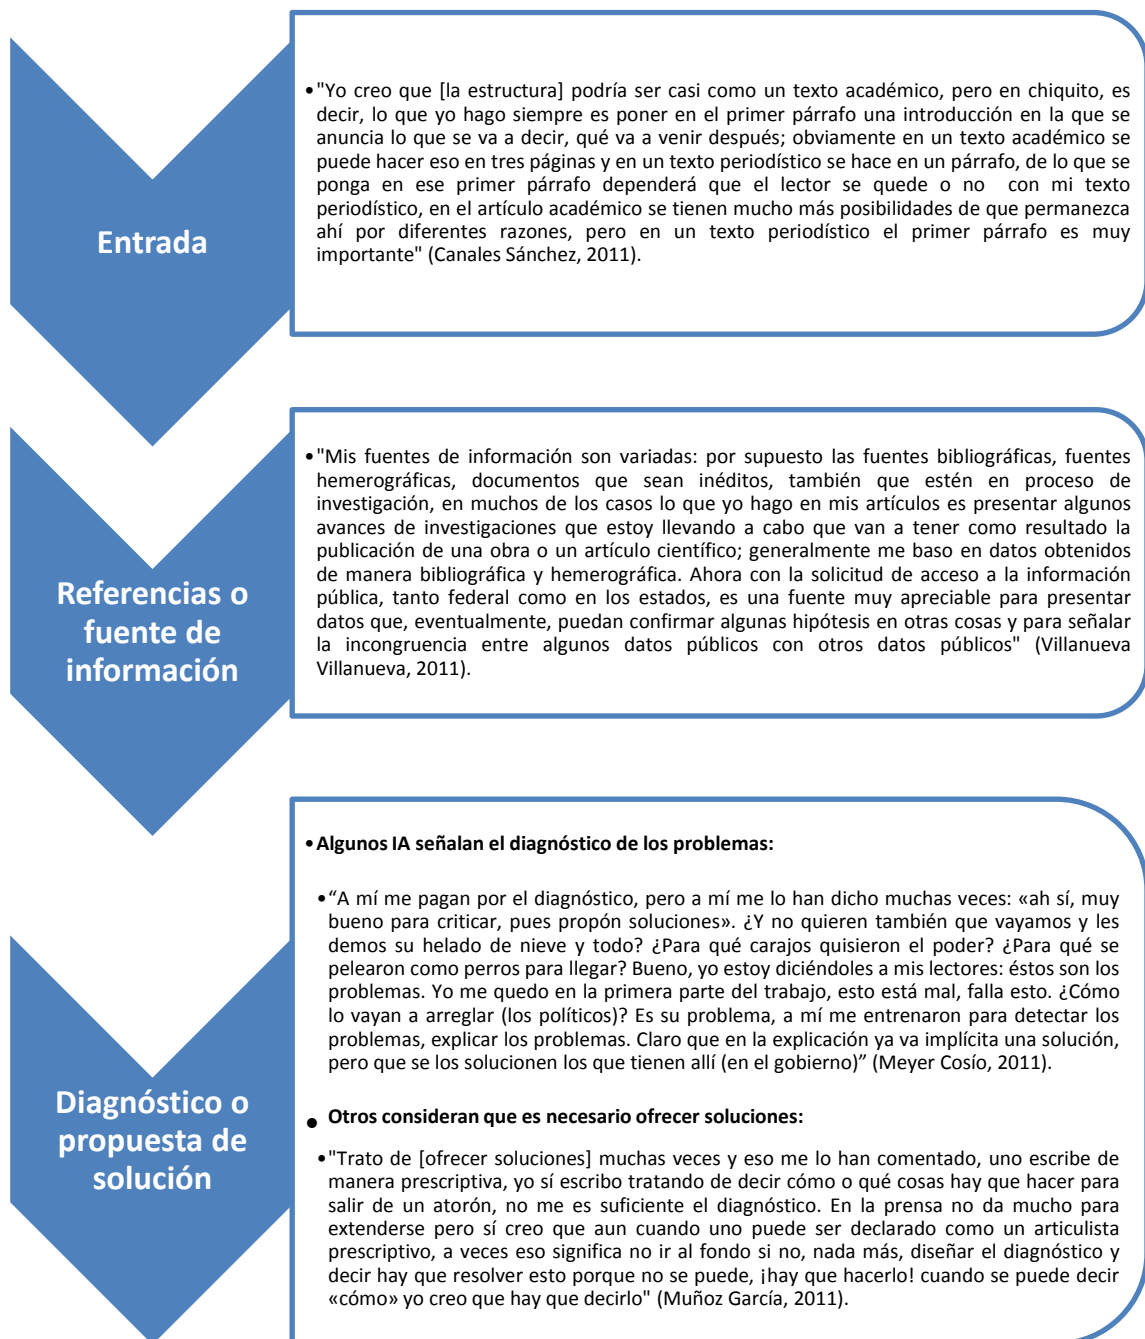 Entrada
•"Yo creo que [la estructura] podría ser casi como un texto académico, pero en chiquito, es
decir, lo que yo hago siempre es poner en el primer párrafo una introducción en la que se
anuncia lo que se va a decir, qué va a venir después; obviamente en un texto académico se
puede hacer eso en tres páginas y en un texto periodístico se hace en un párrafo, de lo que se
ponga en ese primer párrafo dependerá que el lector se quede o no con mi texto
periodístico, en el artículo académico se tienen mucho más posibilidades de que permanezca
ahí por diferentes razones, pero en un texto periodístico el primer párrafo es muy
importante" (Canales Sánchez, 2011).
Referencias o
fuente de
información
•"Mis fuentes de información son variadas: por supuesto las fuentes bibliográficas, fuentes
hemerográficas, documentos que sean inéditos, también que estén en proceso de
investigación, en muchos de los casos lo que yo hago en mis artículos es presentar algunos
avances de investigaciones que estoy llevando a cabo que van a tener como resultado la
publicación de una obra o un artículo científico; generalmente me baso en datos obtenidos
de manera bibliográfica y hemerográfica. Ahora con la solicitud de acceso a la información
pública, tanto federal como en los estados, es una fuente muy apreciable para presentar
datos que, eventualmente, puedan confirmar algunas hipótesis en otras cosas y para señalar
la incongruencia entre algunos datos públicos con otros datos públicos" (Villanueva
Villanueva, 2011).
Diagnóstico o
propuesta de
solución
•Algunos IA señalan el diagnóstico de los problemas:
•“A mí me pagan por el diagnóstico, pero a mí me lo han dicho muchas veces: «ah sí, muy
bueno para criticar, pues propón soluciones». ¿Y no quieren también que vayamos y les
demos su helado de nieve y todo? ¿Para qué carajos quisieron el poder? ¿Para qué se
pelearon como perros para llegar? Bueno, yo estoy diciéndoles a mis lectores: éstos son los
problemas. Yo me quedo en la primera parte del trabajo, esto está mal, falla esto. ¿Cómo
lo vayan a arreglar (los políticos)? Es su problema, a mí me entrenaron para detectar los
problemas, explicar los problemas. Claro que en la explicación ya va implícita una solución,
pero que se los solucionen los que tienen allí (en el gobierno)” (Meyer Cosío, 2011).
• Otros consideran que es necesario ofrecer soluciones:
•"Trato de [ofrecer soluciones] muchas veces y eso me lo han comentado, uno escribe de
manera prescriptiva, yo sí escribo tratando de decir cómo o qué cosas hay que hacer para
salir de un atorón, no me es suficiente el diagnóstico. En la prensa no da mucho para
extenderse pero sí creo que aun cuando uno puede ser declarado como un articulista
prescriptivo, a veces eso significa no ir al fondo si no, nada más, diseñar el diagnóstico y
decir hay que resolver esto porque no se puede, ¡hay que hacerlo! cuando se puede decir
«cómo» yo creo que hay que decirlo" (Muñoz García, 2011).